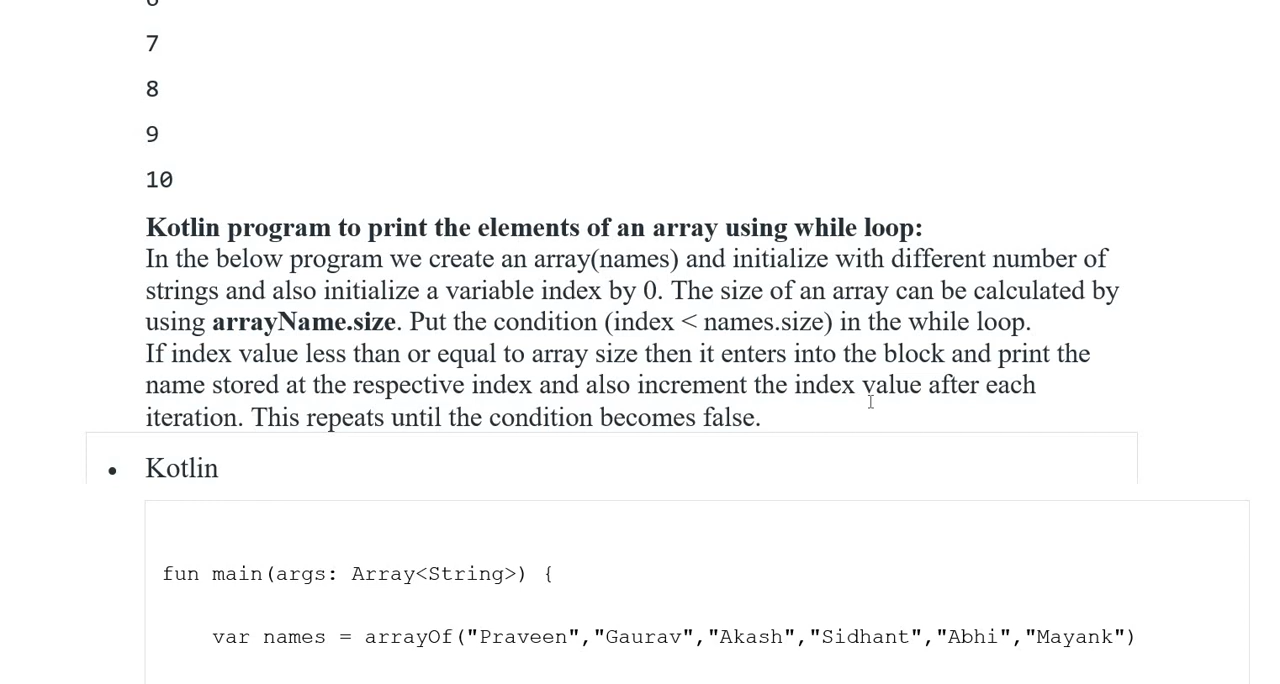 7
8
9
10
Kotlin program to print the elements of an array using while loop:
In the below program we create an array(names) and initialize with different number of
strings and also initialize a variable index by 0. The size of an array can be calculated by
using arrayName.size. Put the condition (index < names.size) in the while loop.
If index value less than or equal to array size then it enters into the block and print the
name stored at the respective index and also increment the index value after each
iteration. This repeats until the condition becomes false.
• Kotlin
fun main(args: Array<String>) {
var names = arrayOf("Praveen","Gaurav","Akash","Sidhant","Abhi","Mayank")